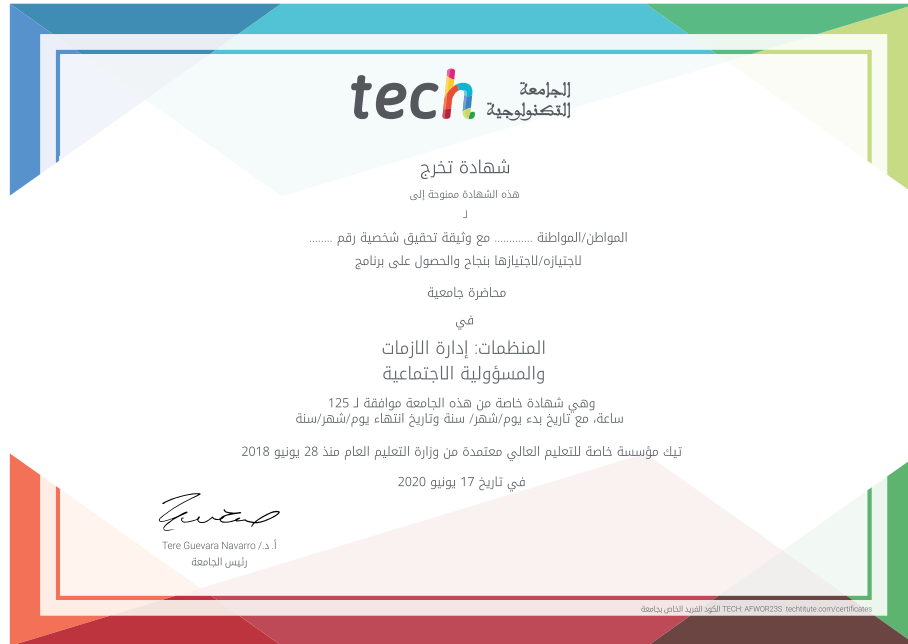 tech الجامعة
التكنولوجية
شهادة تخرج
هذه الشهادة ممنوحة إلى
لـ
المواطن/المواطنة ............ مع وثيقة تحقيق شخصية رقم ........
لاجتيازه/لاجتيازها بنجاح والحصول على برنامج
محاضرة جامعية
في
المنظمات: إدارة الازمات
والمسؤولية الاجتماعية
وهي شهادة خاصة من هذه الجامعة موافقة لـ 125
ساعة، مع تاريخ بدء يوم/شهر/ سنة وتاريخ انتهاء يوم/شهر/سنة
تيك مؤسسة خاصة للتعليم العالي معتمدة من وزارة التعليم العام منذ 28 يونيو 2018
في تاريخ 17 يونيو 2020
أ. د./ Tere Guevara Navarro
رئيس الجامعة
الكود الفريد الخاص بجامعة TECH: AFWOR23S techtitute.com/certificates